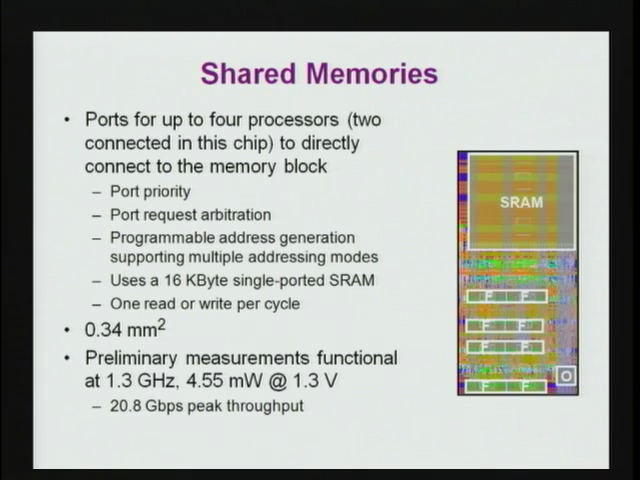 Shared Memories
• Ports for up to four processors (two
connected in this chip) to directly
connect to the memory block
– Port priority
– Port request arbitration
– Programmable address generation
supporting multiple addressing modes
– Uses a 16 KByte single-ported SRAM
– One read or write per cycle
• 0.34 mm2
• Preliminary measurements functional
at 1.3 GHz, 4.55 mW @ 1.3 V
– 20.8 Gbps peak throughput
SRAM
F F
F F
F F
O
F F